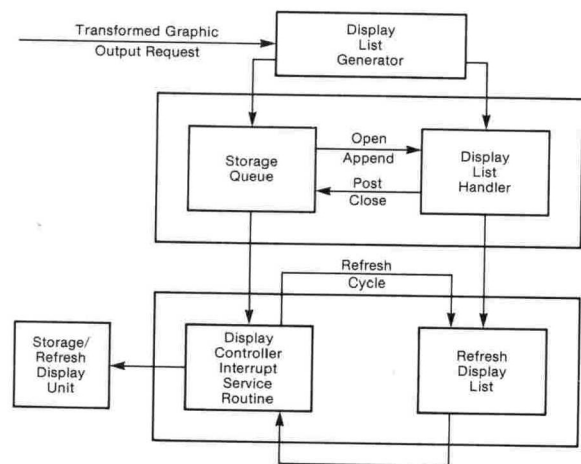 Transformed Graphic
Output Request
Display
List
Generator
Storage
Queue
Open
Append
Post
Close
Display
List
Handler
Refresh
Cycle
Storage/
Refresh
Display
Unit
Display
Controller
Interrupt
Service
Routine
Refresh
Display
List